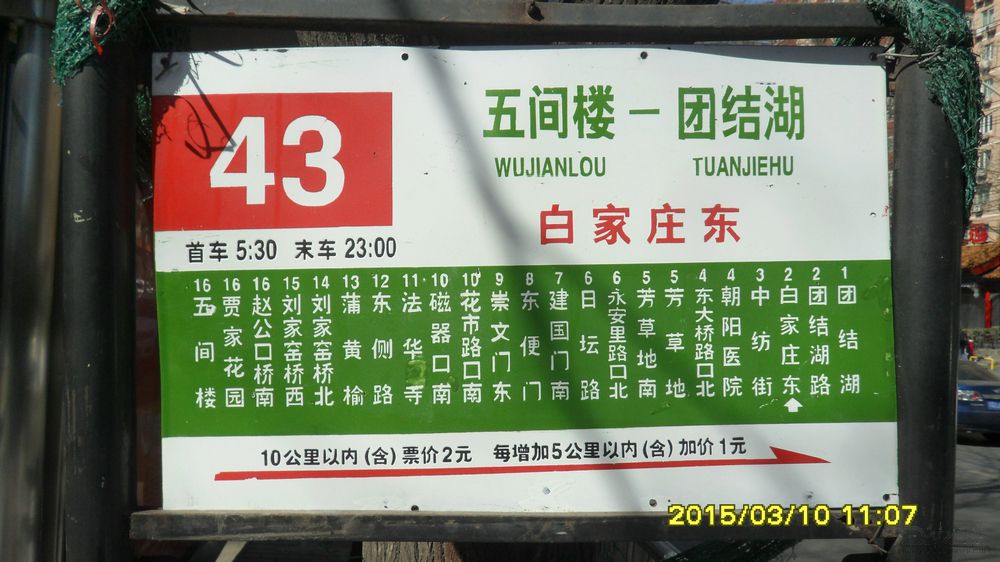 43
五间楼 — 团结湖
WUJIANLOU TUANJIEHU
白家庄东
首车 5:30 末车 23:00
16 五间楼
16 贾家花园
16 赵公口桥南
15 刘家窑桥西
14 刘家窑桥北
13 蒲黄榆
12 东侧路
11 法华寺
10 磁器口南
10 花市路口南
9 崇文门东
8 东便门
7 建国门南
6 日坛路
6 永安里路口北
5 芳草地南
5 芳草地
4 东大桥路口北
4 朝阳医院
3 中纺街
2 白家庄东
2 团结湖路
1 团结湖
10公里以内(含)票价2元 每增加5公里以内(含)加价1元
2015/03/10 11:07